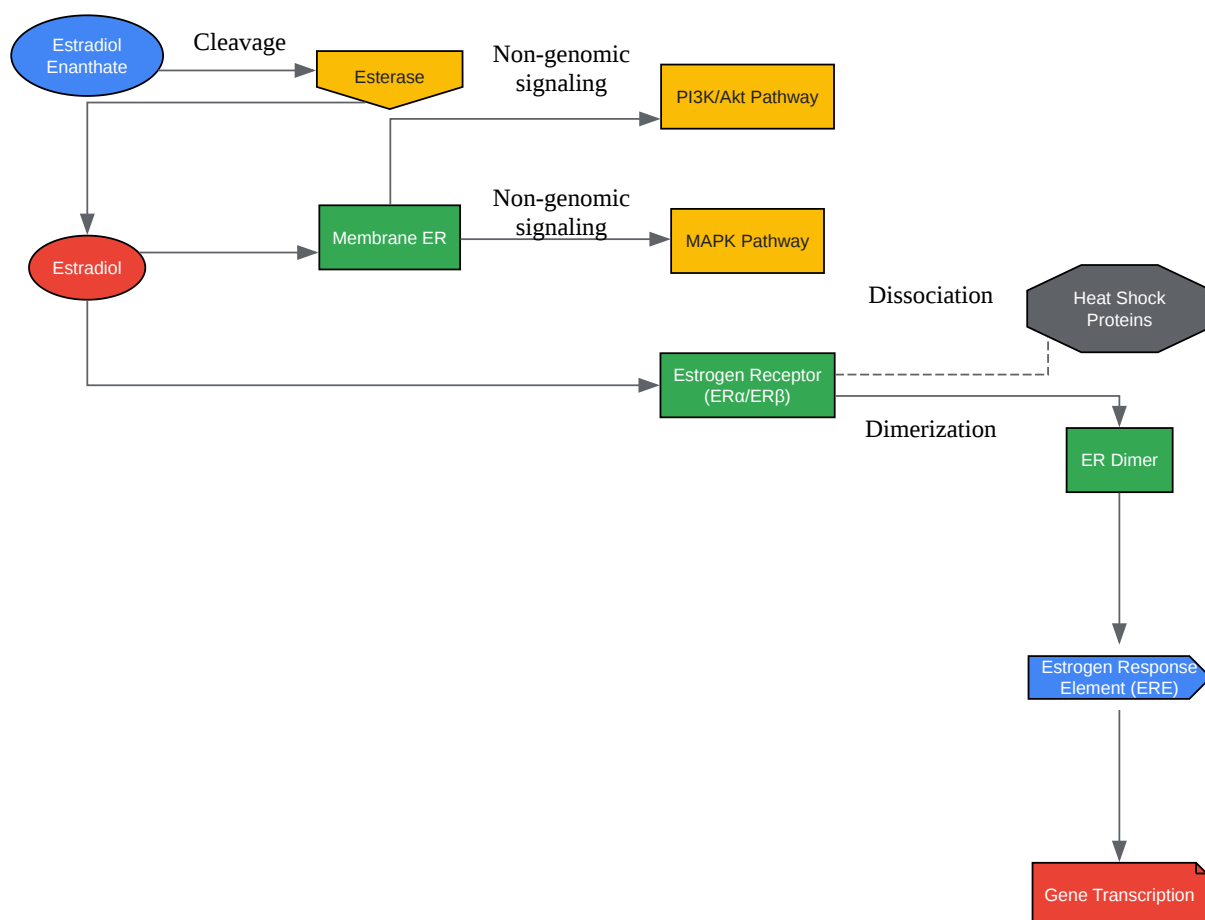 Estradiol
Enanthate
Cleavage
Esterase
Non-genomic
signaling
PI3K/Akt Pathway
Estradiol
Membrane ER
Non-genomic
signaling
MAPK Pathway
Dissociation
Heat Shock
Proteins
Estrogen Receptor
(ERα/ERβ)
Dimerization
ER Dimer
Estrogen Response
Element (ERE)
Gene Transcription